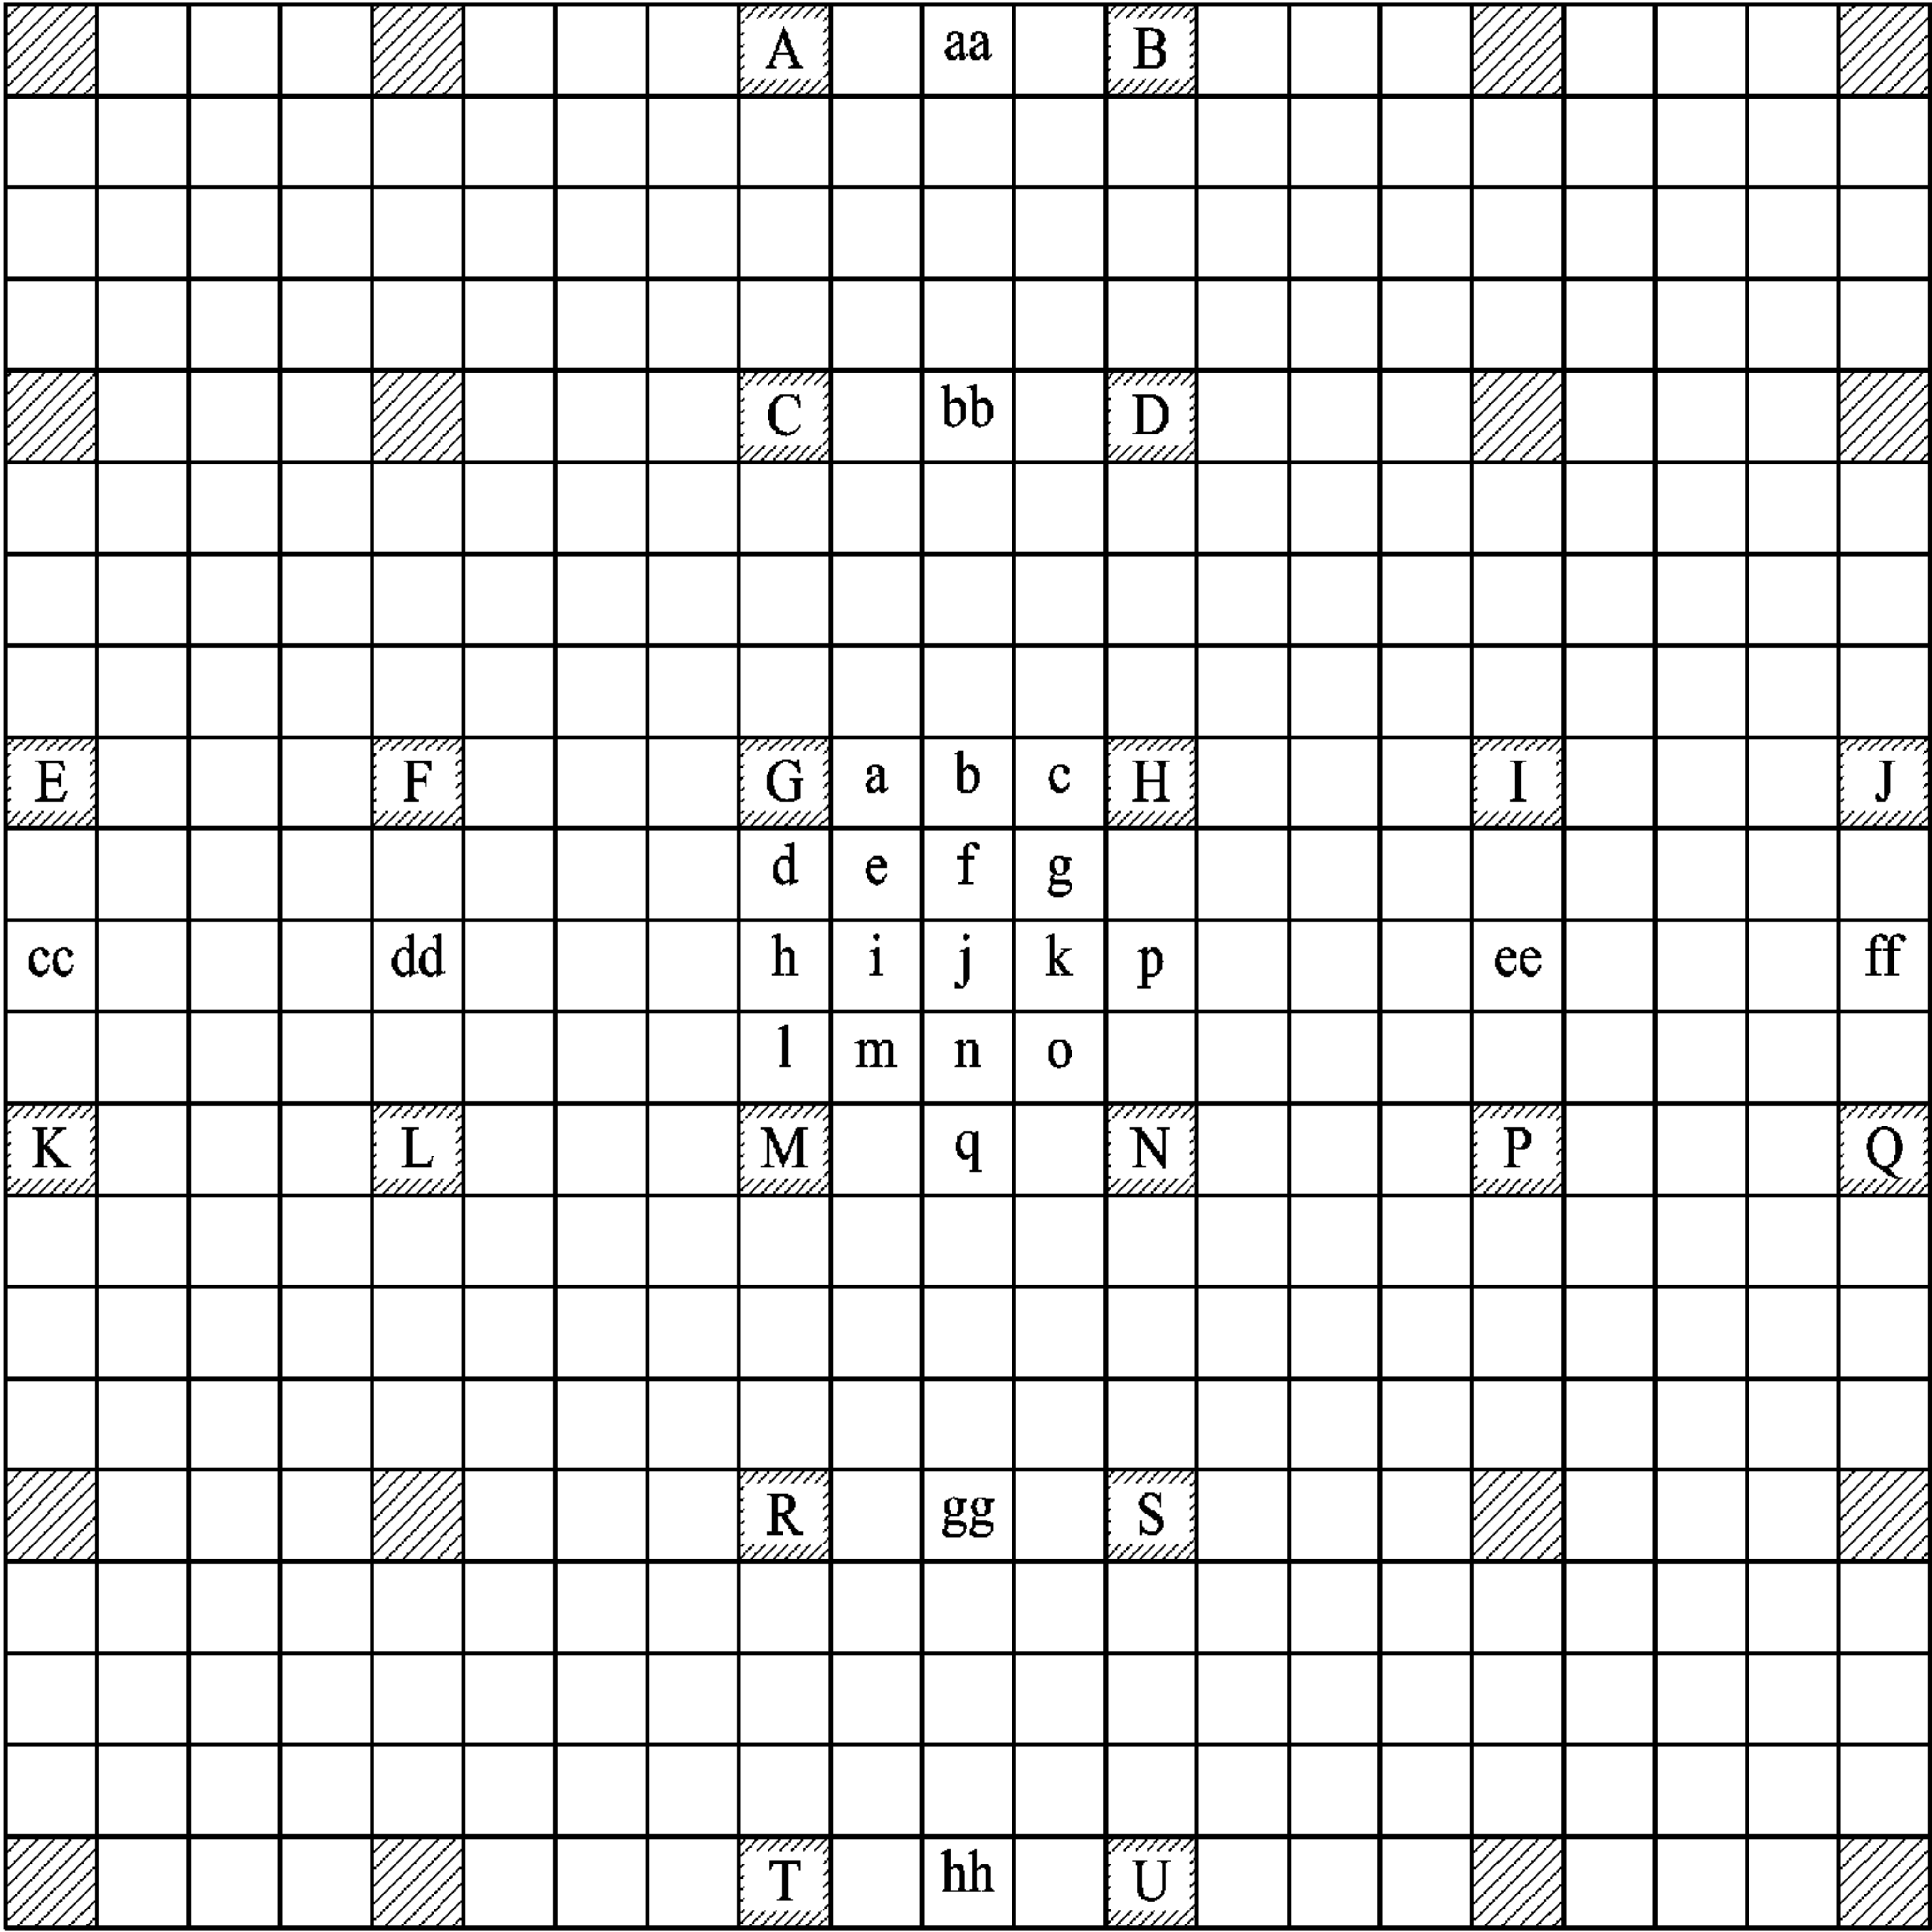 A aa B
C bb D
E F G a b c H I J
d e f g
cc dd h i j k p ee ff
l m n o
K L M q N P Q
R gg S
T hh U